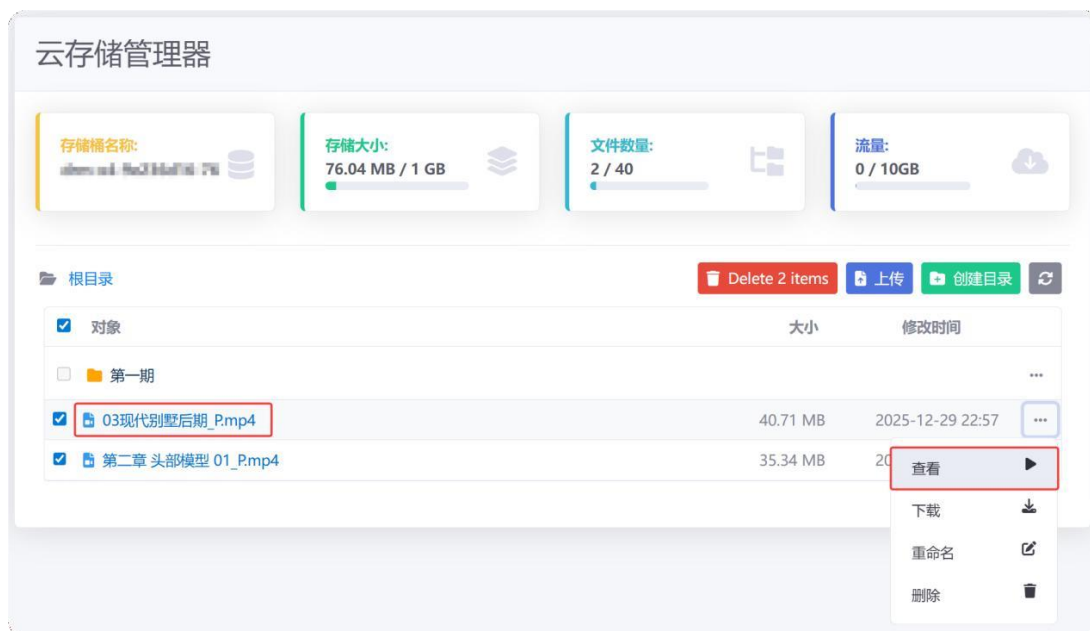 云存储管理器
存储桶名称:
存储大小:
76.04 MB / 1 GB
文件数量:
2 / 40
流量:
0 / 10GB
根目录
Delete 2 items
上传
创建目录
对象 大小 修改时间
第一期
03现代别墅后期_P.mp4 40.71 MB 2025-12-29 22:57
第二章 头部模型 01_P.mp4 35.34 MB 20
查看
下载
重命名
删除